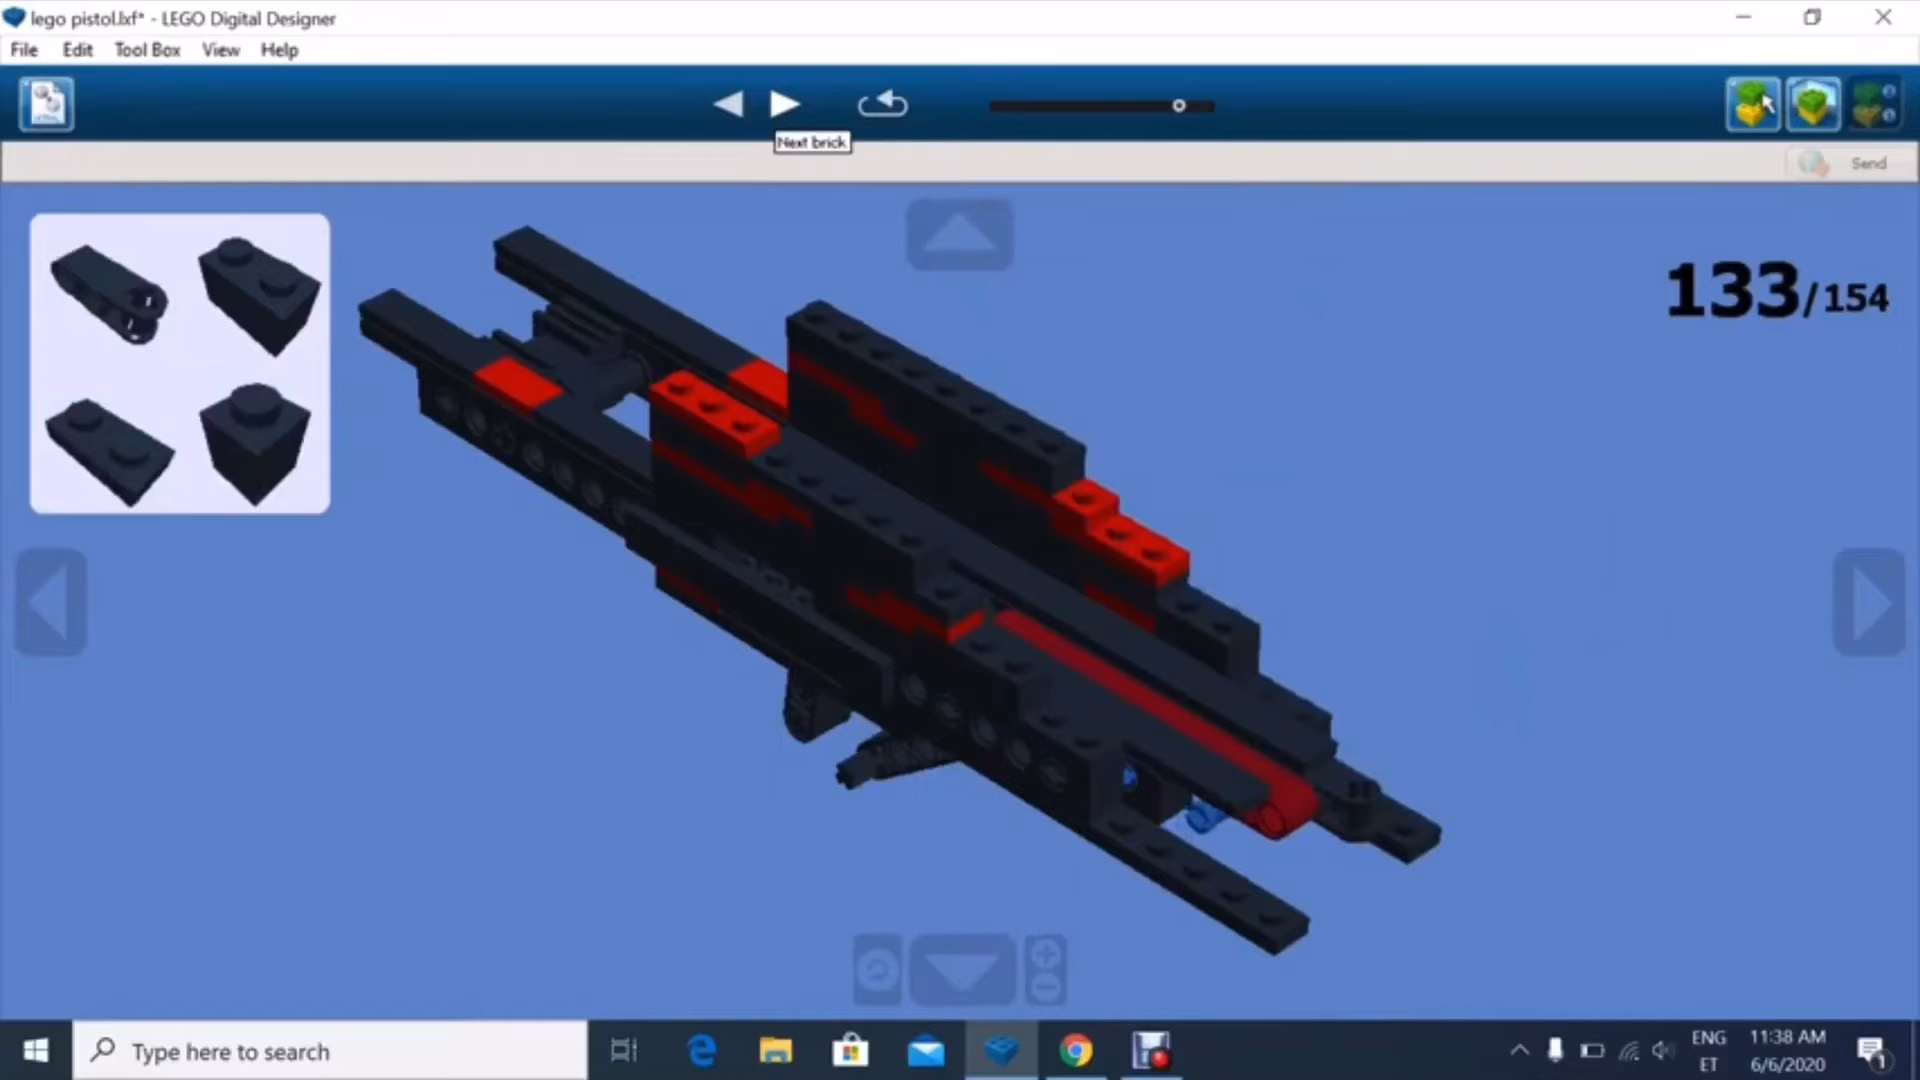 lego pistol.lxf* - LEGO Digital Designer
File Edit Tool Box View Help
Next brick
Send
133/154
Type here to search
ENG
ET
11:38 AM
6/6/2020
1